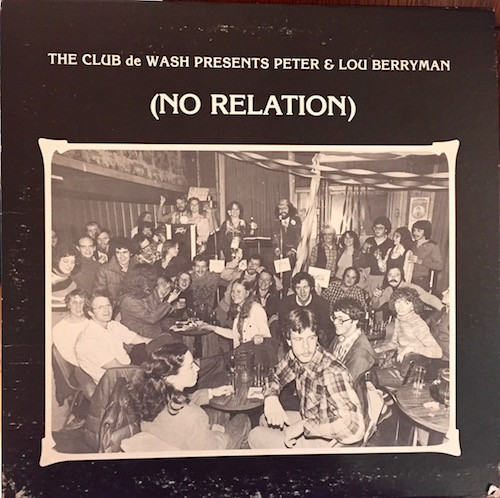 THE CLUB de WASH PRESENTS PETER & LOU BERRYMAN
(NO RELATION)